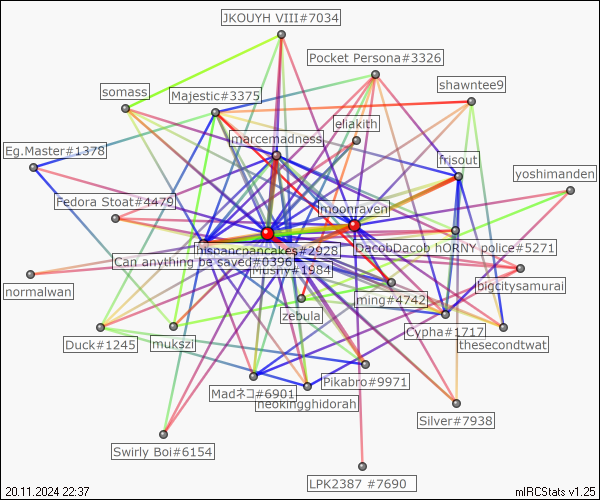 JKOUYH VIII#7034
Pocket Persona#3326
shawntee9
somass
Majestic#3375
eliakith
marcemadness
Eg.Master#1378
frisout
yoshimanden
Fedora Stoat#4479
moonraven
DacobDacob hORNY police#5271
hispancpancakes#2928
Can anything ba saved#0396
Mushy#1984
bigcitysamurai
normalwan
ming#4742
zebula
Cypha#1717
thesecondtwat
Duck#1245
mukszi
Pikabro#9971
Madネコ#6901
neokingghidorah
Silver#7938
Swirly Boi#6154
LPK2387 #7690
20.11.2024 22:37
mIRCStats v1.25